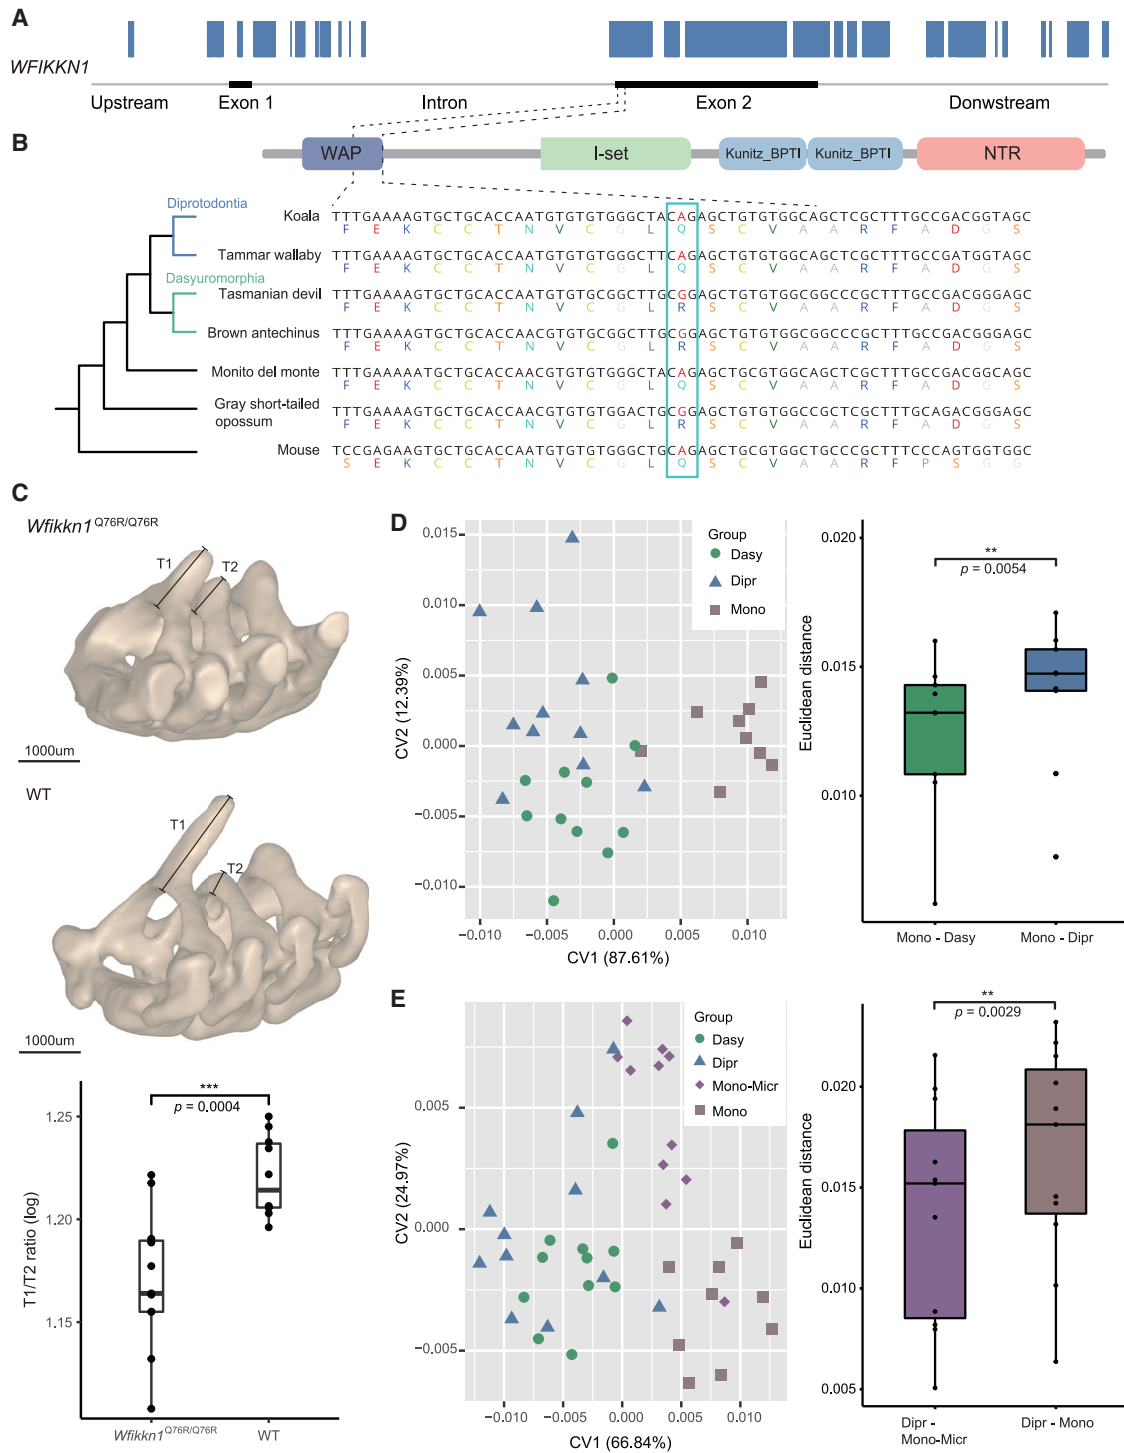 A
WFIKKN1
Upstream Exon 1 Intron Exon 2 Donwstream
B
WAP I-set Kunitz_BPTI Kunitz_BPTI NTR
Diprotodontia
Dasyuromorphia
Koala TTTGAAAAGTGCTGCACCAATGTGTGTGGGCTACAGAGCTGTGTGGCAGCTCGCTTTGCCGACGGTAGC
F E K C C T N V C G L Q S C V A A R F A D G S
Tammar wallaby TTTGAAAAGTGCTGCACCAATGTGTGTGGGCTTCAGAGCTGTGTGGCAGCTCGCTTTGCCGATGGTAGC
F E K C C T N V C G L Q S C V A A R F A D G S
Tasmanian devil TTTGAAAAGTGCTGCACCAATGTGTGCGGCTTGCGGAGCTGTGTGGCGGCCCGCTTTGCCGACGGGAGC
F E K C C T N V C G L R S C V A A R F A D G S
Brown antechinus TTTGAAAAGTGCTGCACCAACGTGTGCGGCTTGCGGAGCTGTGTGGCGGCCCGCTTTGCCGACGGGAGC
F E K C C T N V C G L R S C V A A R F A D G S
Monito del monte TTTGAAAAATGCTGCACCAATGTGTGTGGGCTACAGAGCTGTGTGGCAGCTCGCTTTGCCGACGGCAGC
F E K C C T N V C G L Q S C V A A R F A D G S
Gray short-tailed
opossum TTTGAGAAGTGCTGCACCAATGTGTGTGGACTGCGGAGCTGTGTGGCCGCTCGCTTTGCAGACGGGAGC
F E K C C T N V C G L R S C V A A R F A D G S
Mouse TCCGAGAAGTGCTGCACCAATGTGTGTGGGCTGCAGAGCTGCGTGGCTGCCCGCTTTCCCAGTGGTGGC
S E K C C T N V C G L Q S C V A A R F P S G G
C
Wfikkn1 Q76R/Q76R
T1
T2
1000um
WT
T1
T2
1000um
***
p = 0.0004
T1/T2 ratio (log)
1.25
1.20
1.15
Wfikkn1 Q76R/Q76R WT
D
CV2 (12.39%)
0.015
0.010
0.005
0.000
−0.005
−0.010
−0.010 −0.005 0.000 0.005 0.010
CV1 (87.61%)
Group
Dasy
Dipr
Mono
**
p = 0.0054
Euclidean distance
0.020
0.015
0.010
Mono - Dasy Mono - Dipr
E
CV2 (24.97%)
0.005
0.000
−0.005
−0.010 −0.005 0.000 0.005 0.010
CV1 (66.84%)
Group
Dasy
Dipr
Mono-Micr
Mono
**
p = 0.0029
Euclidean distance
0.020
0.015
0.010
0.005
Dipr -
Mono-Micr
Dipr - Mono